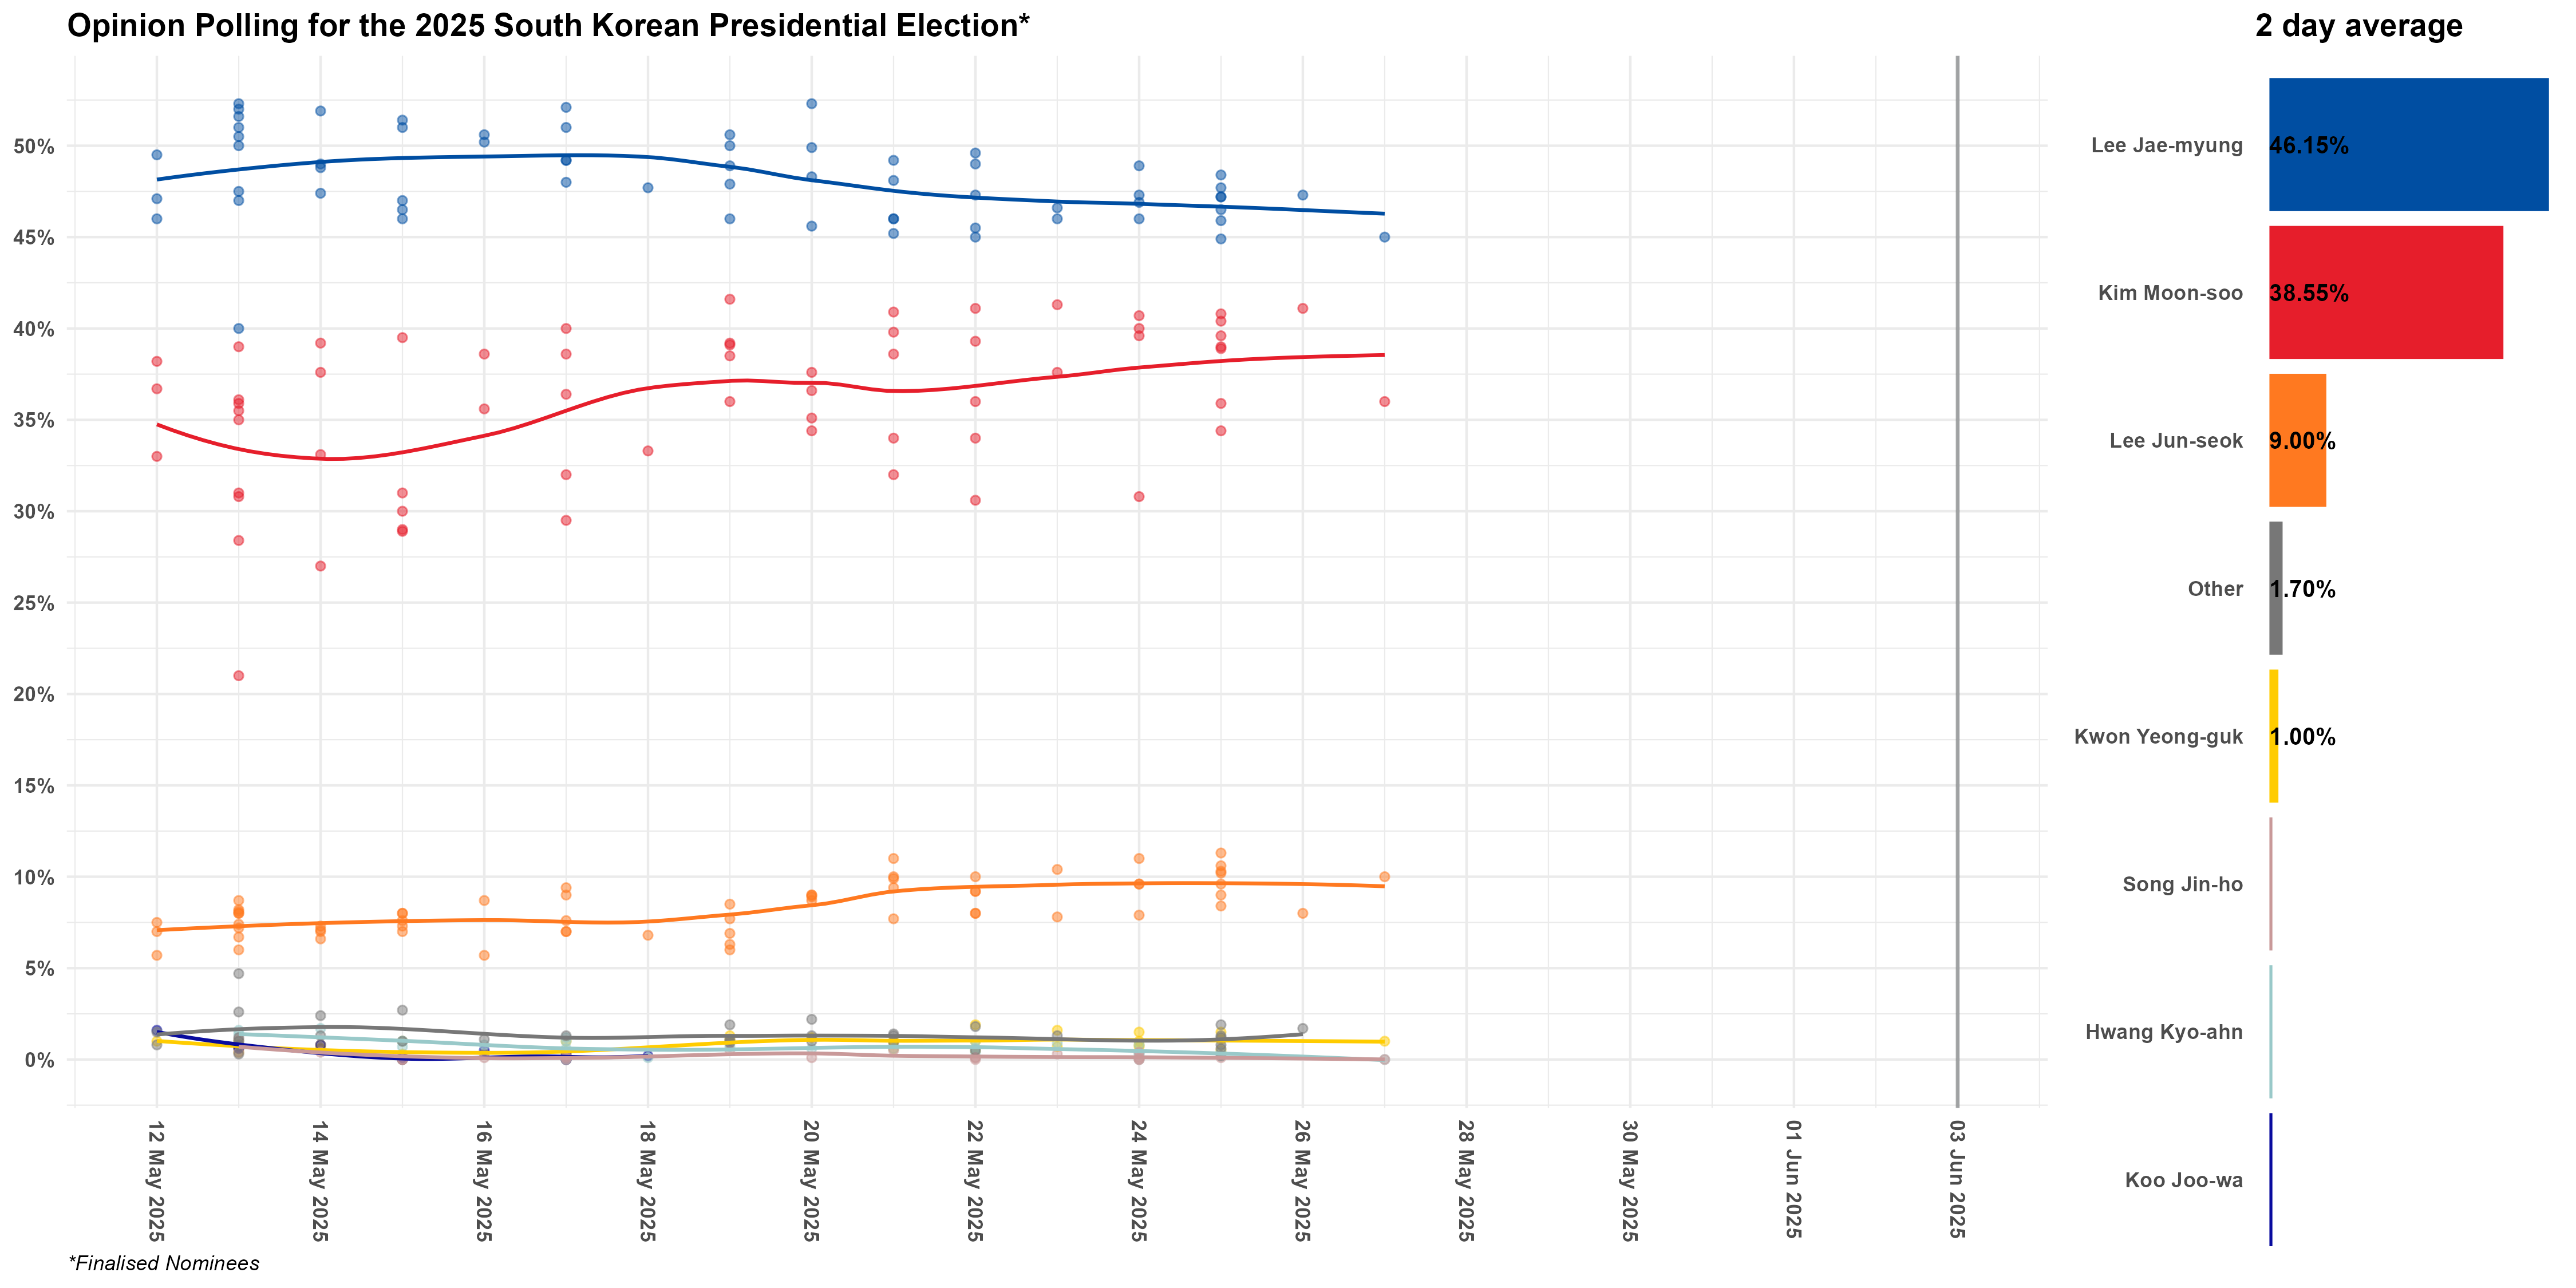 Opinion Polling for the 2025 South Korean Presidential Election*
2 day average
50%
45%
40%
35%
30%
25%
20%
15%
10%
5%
0%
12 May 2025
14 May 2025
16 May 2025
18 May 2025
20 May 2025
22 May 2025
24 May 2025
26 May 2025
28 May 2025
30 May 2025
01 Jun 2025
03 Jun 2025
Lee Jae-myung 46.15%
Kim Moon-soo 38.55%
Lee Jun-seok 9.00%
Other 1.70%
Kwon Yeong-guk 1.00%
Song Jin-ho
Hwang Kyo-ahn
Koo Joo-wa
*Finalised Nominees